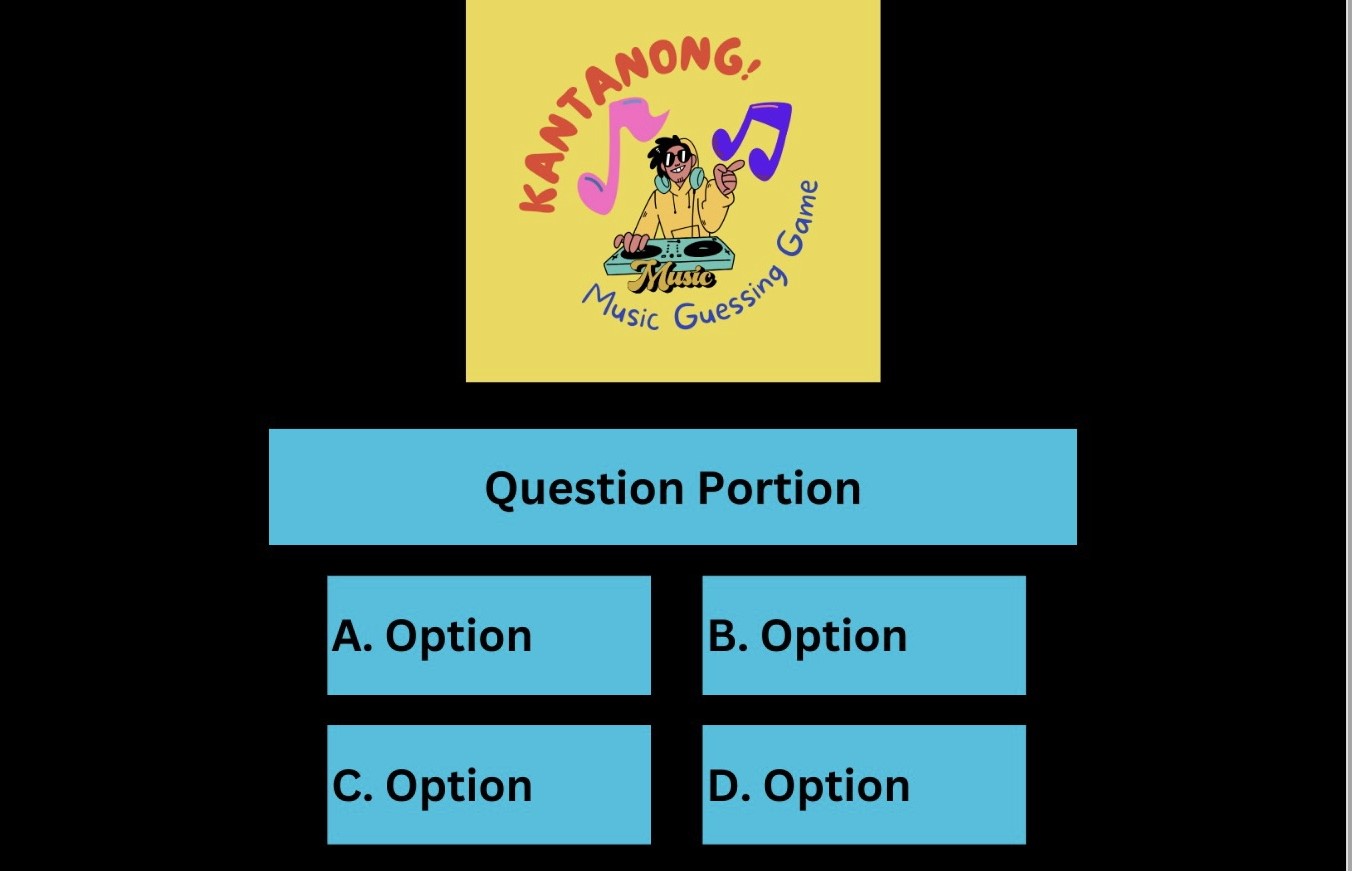 KANTANONG!
Music
Music Guessing Game
Question Portion
A. Option
B. Option
C. Option
D. Option